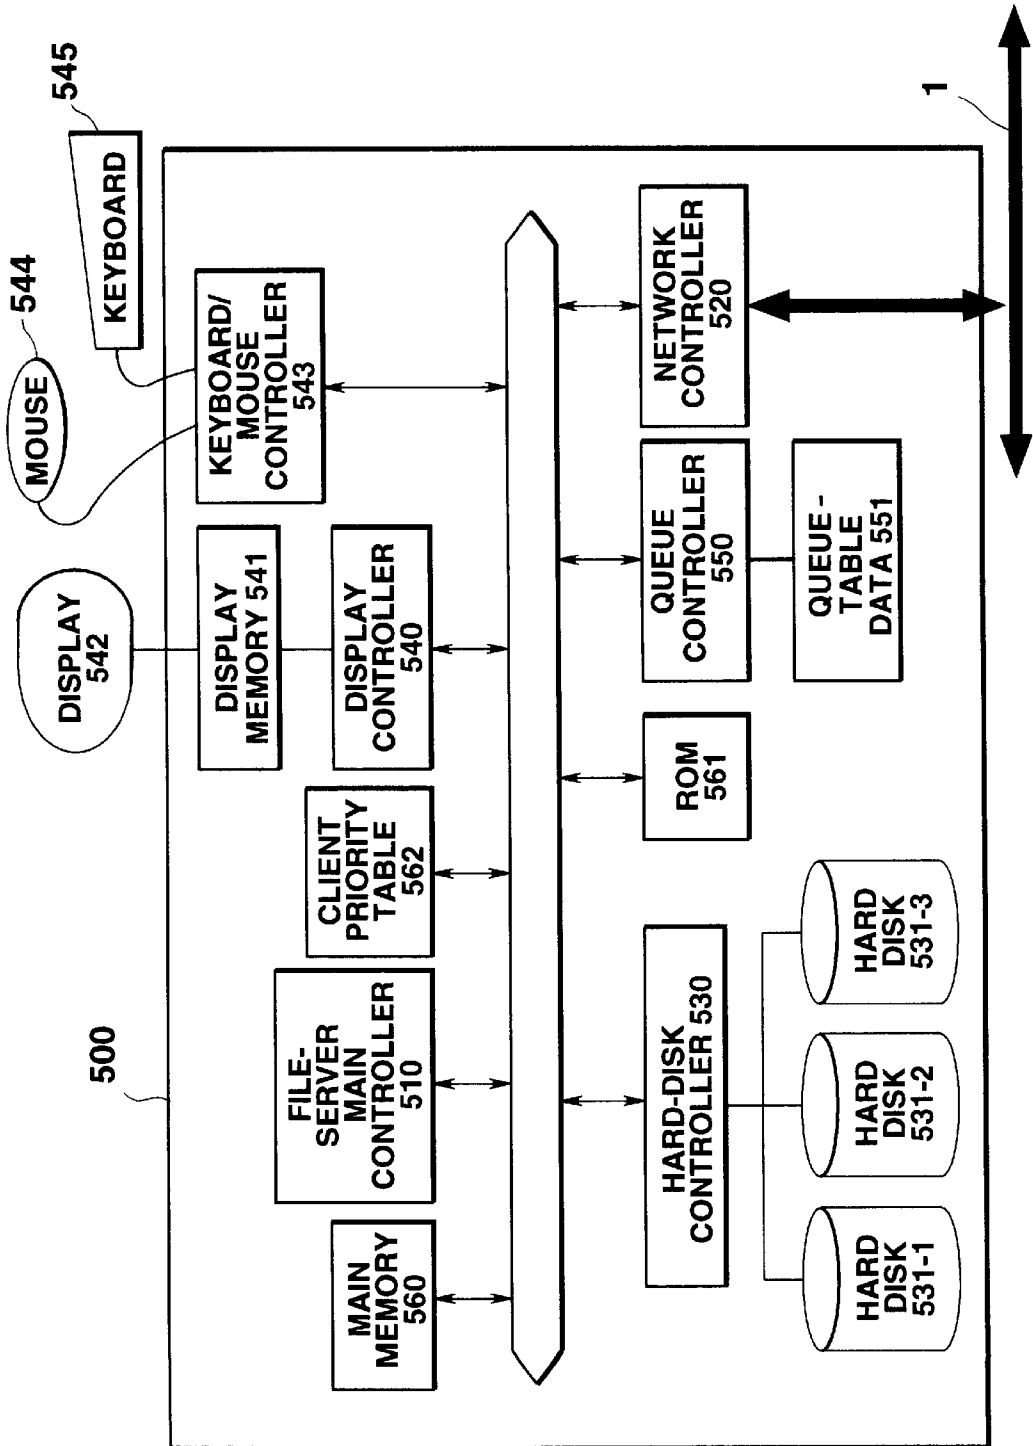 500
DISPLAY
542
MOUSE
544
KEYBOARD
545
MAIN
MEMORY
560
FILE-
SERVER
MAIN
CONTROLLER
510
CLIENT
PRIORITY
TABLE
562
DISPLAY
MEMORY 541
DISPLAY
CONTROLLER
540
KEYBOARD/
MOUSE
CONTROLLER
543
HARD-DISK
CONTROLLER 530
ROM
561
QUEUE
CONTROLLER
550
NETWORK
CONTROLLER
520
HARD
DISK
531-1
HARD
DISK
531-2
HARD
DISK
531-3
QUEUE-
TABLE
DATA 551
1